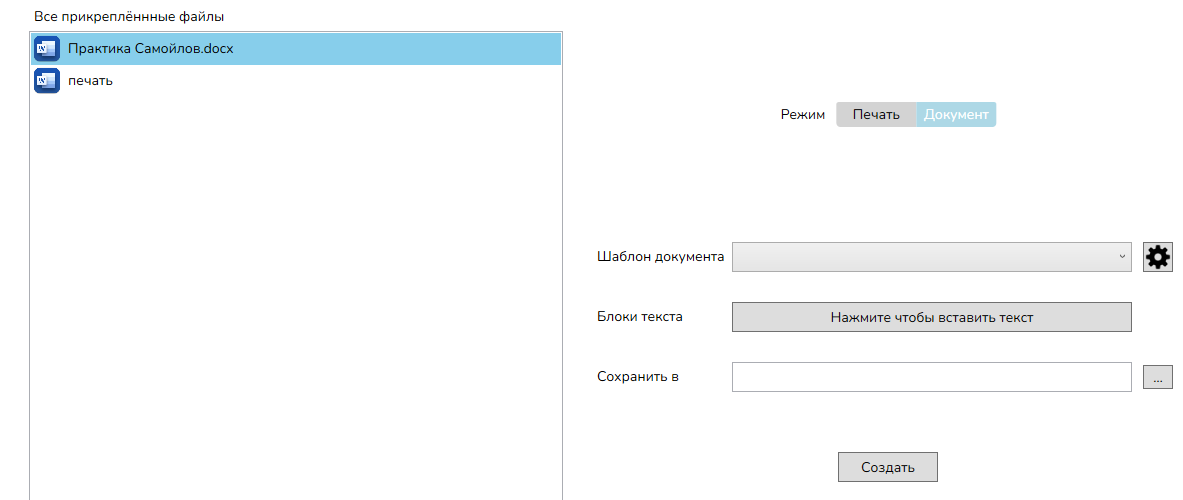 Все прикреплённные файлы
Практика Самойлов.docx
печать
Режим Печать Документ
Шаблон документа
Блоки текста Нажмите чтобы вставить текст
Сохранить в ...
Создать